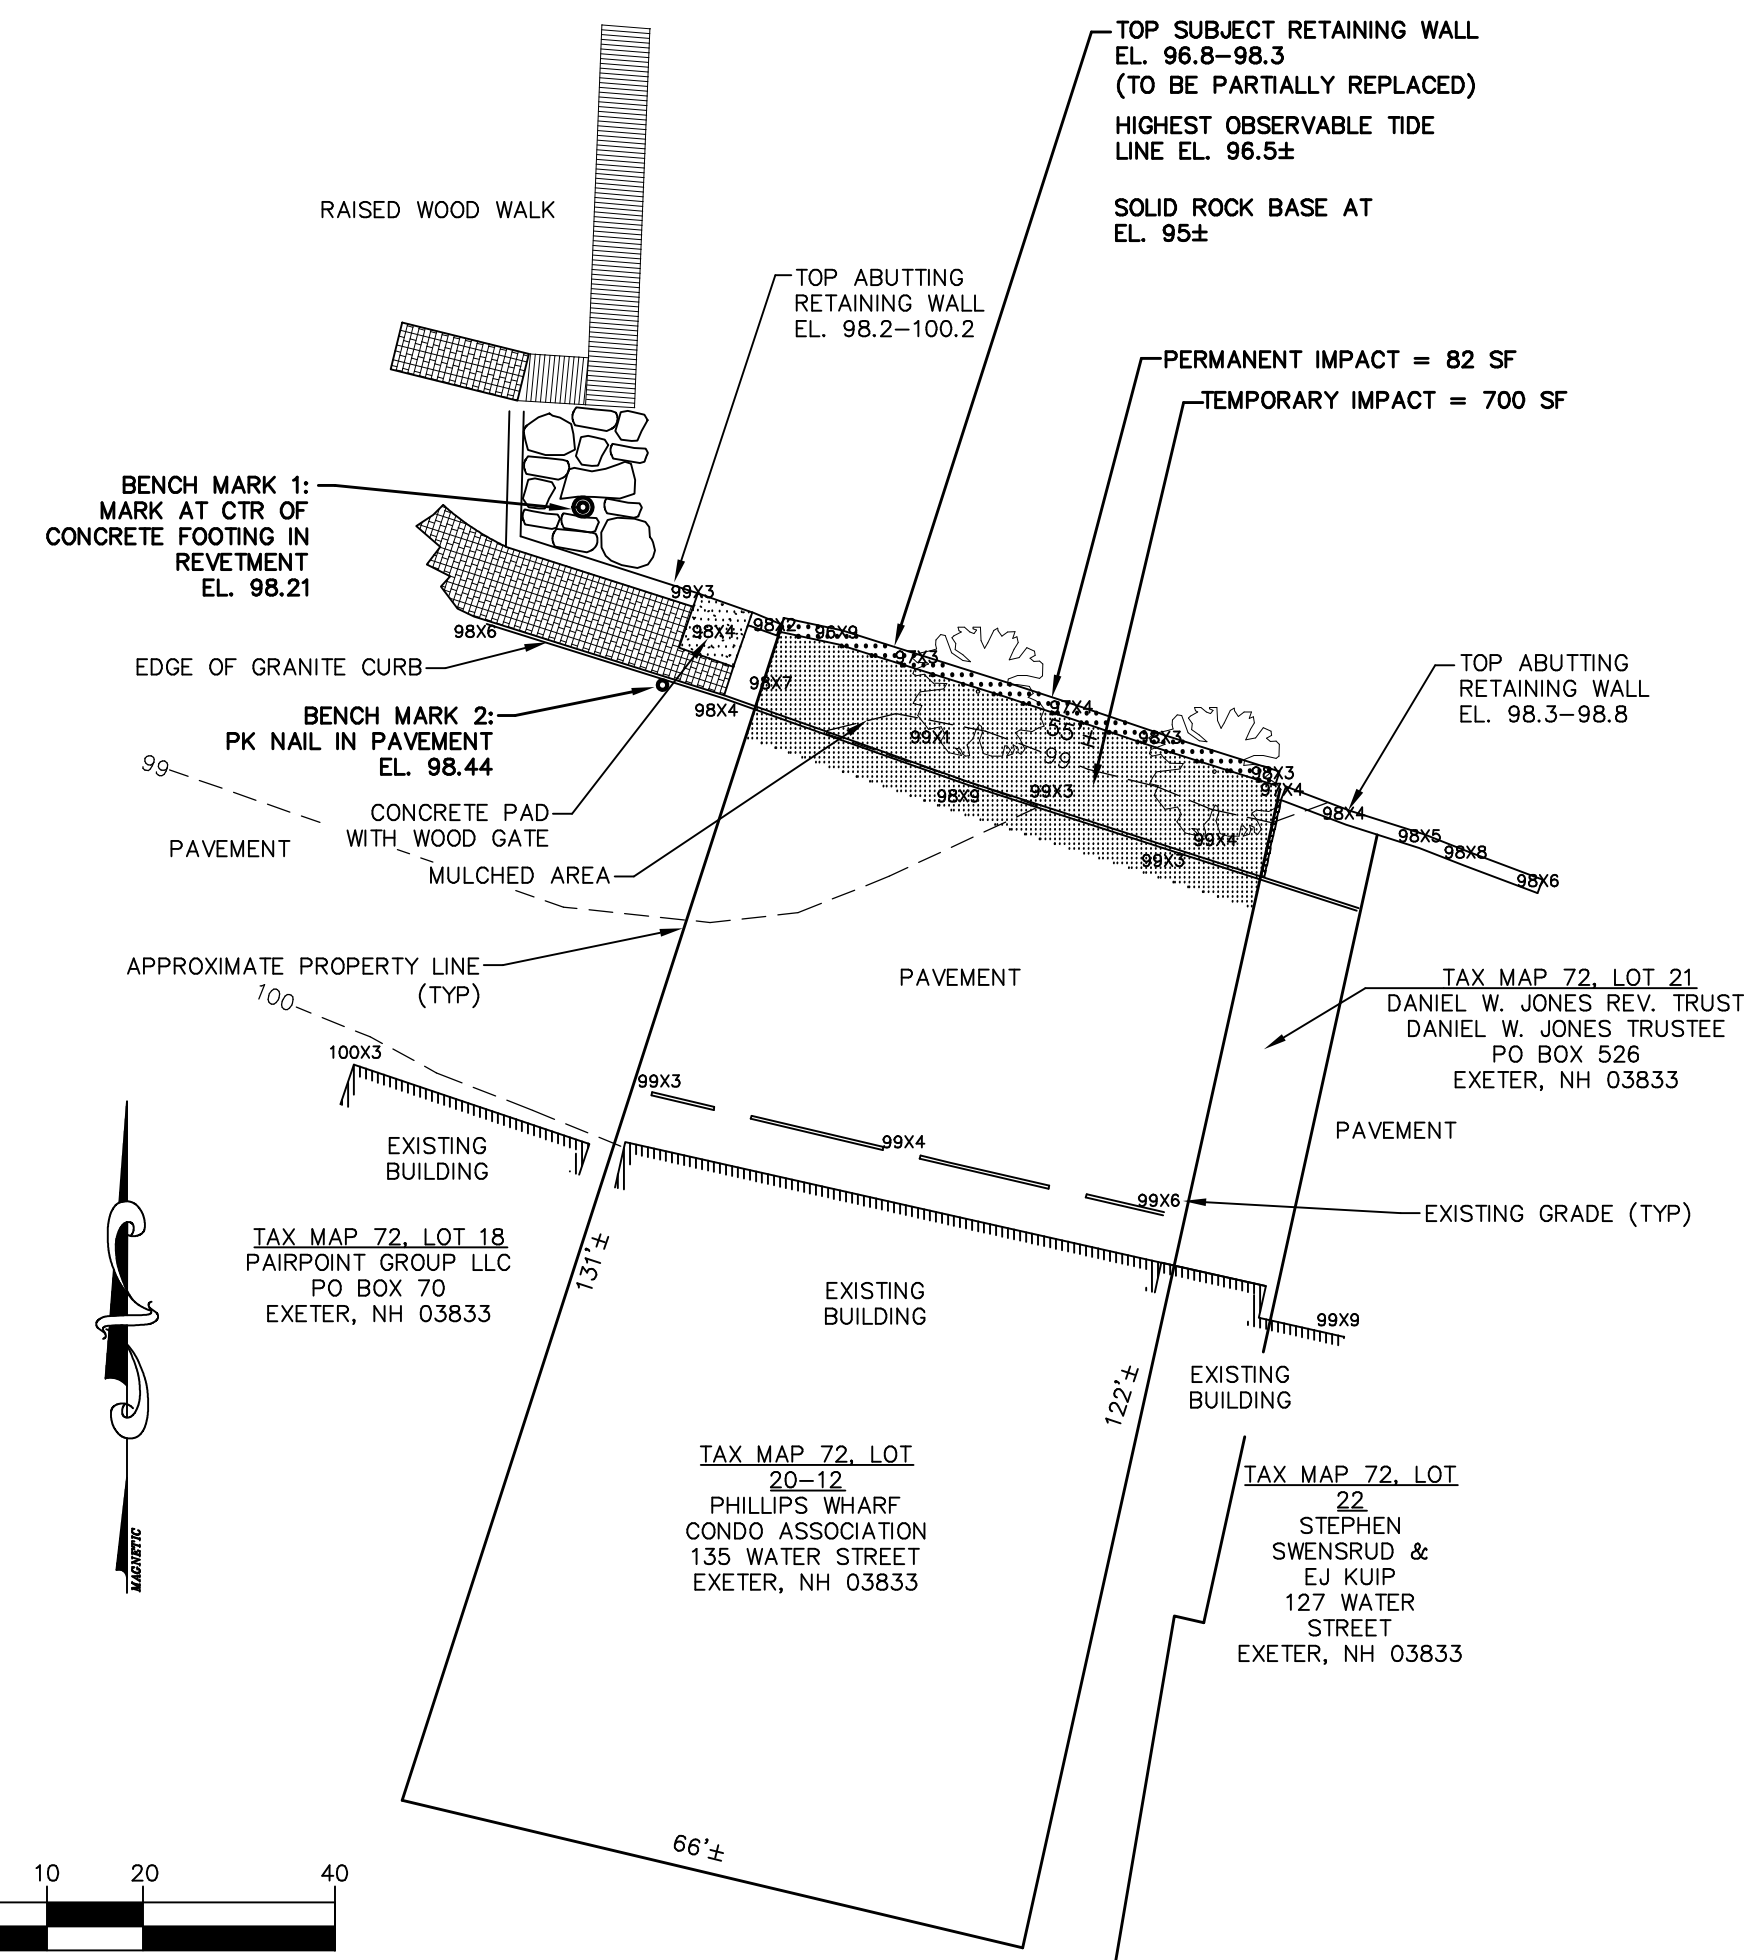 TOP SUBJECT RETAINING WALL
EL. 96.8–98.3
(TO BE PARTIALLY REPLACED)
HIGHEST OBSERVABLE TIDE
LINE EL. 96.5±
SOLID ROCK BASE AT
EL. 95±
RAISED WOOD WALK
TOP ABUTTING
RETAINING WALL
EL. 98.2–100.2
PERMANENT IMPACT = 82 SF
TEMPORARY IMPACT = 700 SF
BENCH MARK 1:
MARK AT CTR OF
CONCRETE FOOTING IN
REVETMENT
EL. 98.21
99X3
98X6
98X4
98X2
96X9
97X3
EDGE OF GRANITE CURB
98X7
98X4
97X4
55'±
98X3
99X1
99
98X3
97X4
TOP ABUTTING
RETAINING WALL
EL. 98.3–98.8
BENCH MARK 2:
PK NAIL IN PAVEMENT
EL. 98.44
99
98X9
99X3
98X4
98X5
99X4
98X8
99X3
98X6
CONCRETE PAD
WITH WOOD GATE
PAVEMENT
MULCHED AREA
APPROXIMATE PROPERTY LINE
(TYP)
PAVEMENT
TAX MAP 72, LOT 21
DANIEL W. JONES REV. TRUST
DANIEL W. JONES TRUSTEE
PO BOX 526
EXETER, NH 03833
100
100X3
99X3
99X4
99X6
PAVEMENT
EXISTING
BUILDING
EXISTING GRADE (TYP)
TAX MAP 72, LOT 18
PAIRPOINT GROUP LLC
PO BOX 70
EXETER, NH 03833
131'±
EXISTING
BUILDING
99X9
122'±
EXISTING
BUILDING
TAX MAP 72, LOT
20–12
PHILLIPS WHARF
CONDO ASSOCIATION
135 WATER STREET
EXETER, NH 03833
TAX MAP 72, LOT
22
STEPHEN
SWENSRUD &
EJ KUIP
127 WATER
STREET
EXETER, NH 03833
MAGNETIC
66'±
10 20 40